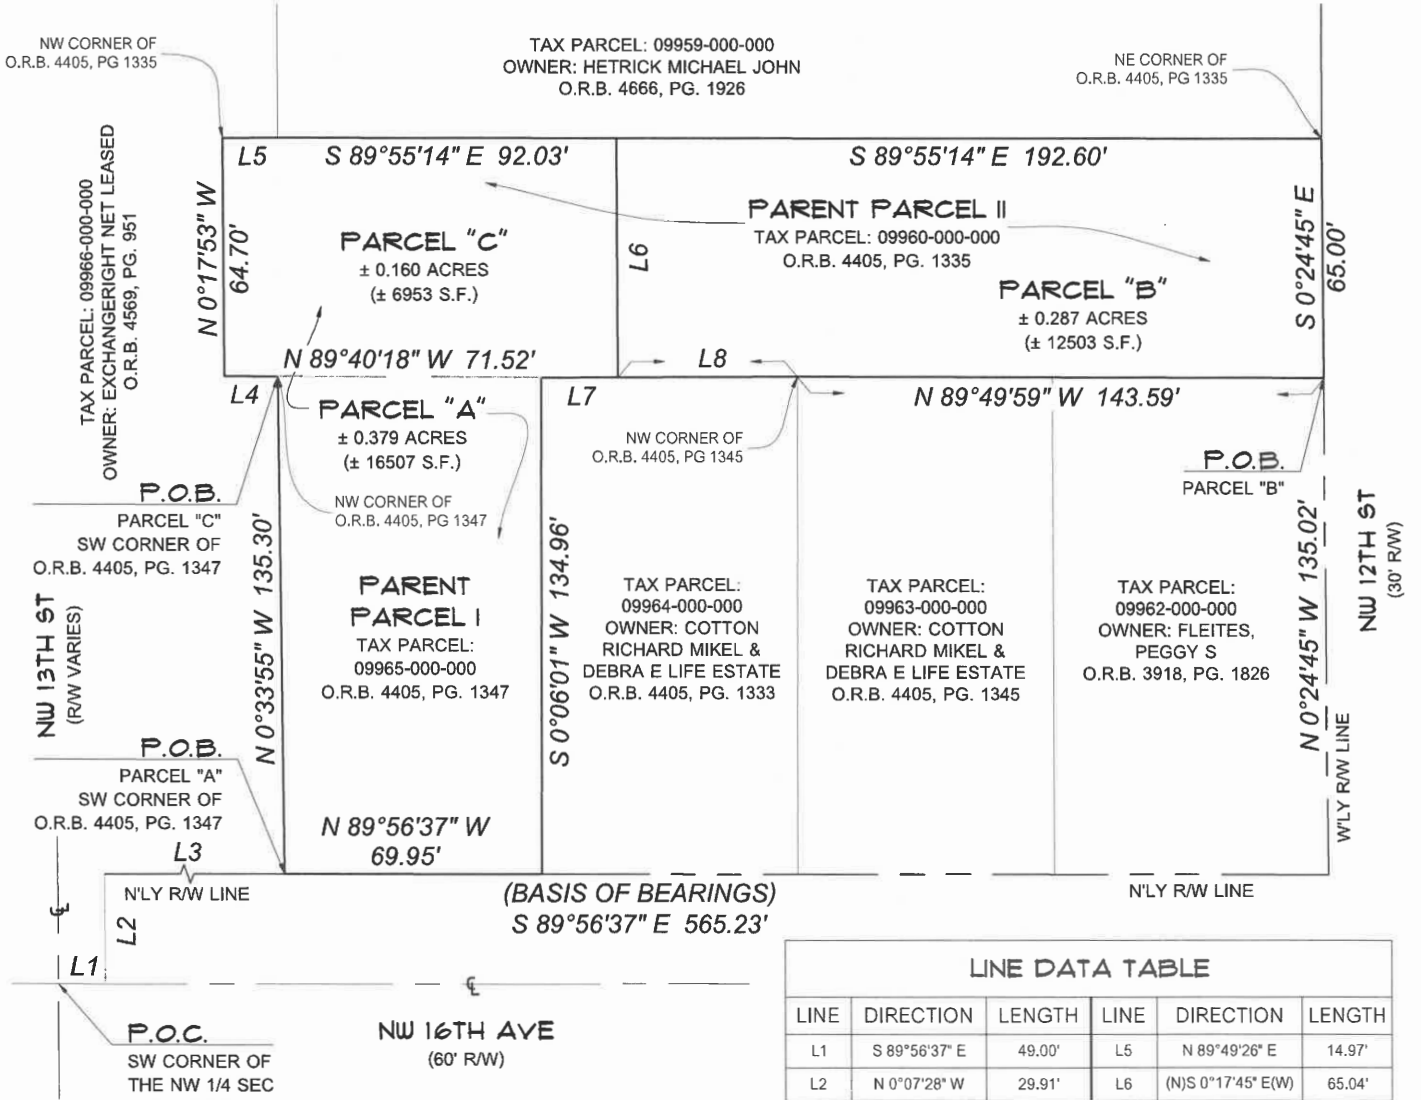 NW CORNER OF
O.R.B. 4405, PG 1335
TAX PARCEL: 09959-000-000
OWNER: HETRICK MICHAEL JOHN
O.R.B. 4666, PG. 1926
NE CORNER OF
O.R.B. 4405, PG 1335
TAX PARCEL: 09966-000-000
OWNER: EXCHANGERIGHT NET LEASED
O.R.B. 4569, PG. 951
N 0°17'53" W
64.70'
L5
S 89°55'14" E 92.03'
S 89°55'14" E 192.60'
PARCEL "C"
± 0.160 ACRES
(± 6953 S.F.)
L6
PARENT PARCEL II
TAX PARCEL: 09960-000-000
O.R.B. 4405, PG. 1335
PARCEL "B"
± 0.287 ACRES
(± 12503 S.F.)
S 0°24'45" E
65.00'
N 89°40'18" W 71.52'
L8
L4
PARCEL "A"
± 0.379 ACRES
(± 16507 S.F.)
L7
N 89°49'59" W 143.59'
NW CORNER OF
O.R.B. 4405, PG 1345
P.O.B.
PARCEL "B"
P.O.B.
PARCEL "C"
SW CORNER OF
O.R.B. 4405, PG. 1347
NW CORNER OF
O.R.B. 4405, PG 1347
N 0°33'55" W 135.30'
S 0°06'01" W 134.96'
N 0°24'45" W 135.02'
NW 12TH ST
(30' R/W)
NW 13TH ST
(R/W VARIES)
PARENT
PARCEL I
TAX PARCEL:
09965-000-000
O.R.B. 4405, PG. 1347
TAX PARCEL:
09964-000-000
OWNER: COTTON
RICHARD MIKEL &
DEBRA E LIFE ESTATE
O.R.B. 4405, PG. 1333
TAX PARCEL:
09963-000-000
OWNER: COTTON
RICHARD MIKEL &
DEBRA E LIFE ESTATE
O.R.B. 4405, PG. 1345
TAX PARCEL:
09962-000-000
OWNER: FLEITES,
PEGGY S
O.R.B. 3918, PG. 1826
W'LY R/W LINE
P.O.B.
PARCEL "A"
SW CORNER OF
O.R.B. 4405, PG. 1347
N 89°56'37" W
69.95'
L3
N'LY R/W LINE
(BASIS OF BEARINGS)
S 89°56'37" E 565.23'
N'LY R/W LINE
L2
L1
P.O.C.
SW CORNER OF
THE NW 1/4 SEC
NW 16TH AVE
(60' R/W)
LINE DATA TABLE
LINE DIRECTION LENGTH LINE DIRECTION LENGTH
L1 S 89°56'37" E 49.00' L5 N 89°49'26" E 14.97'
L2 N 0°07'28" W 29.91' L6 (N)S 0°17'45" E(W) 65.04'